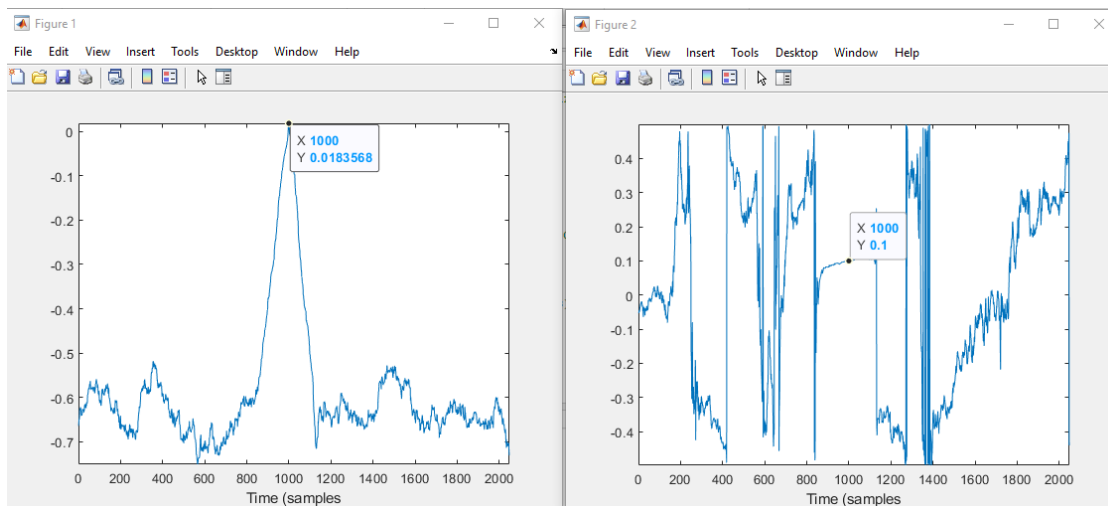 Figure 1
File Edit View Insert Tools Desktop Window Help
0
-0.1
-0.2
-0.3
-0.4
-0.5
-0.6
-0.7
X 1000
Y 0.0183568
0 200 400 600 800 1000 1200 1400 1600 1800 2000
Time (samples
Figure 2
File Edit View Insert Tools Desktop Window Help
0.4
0.3
0.2
0.1
0
-0.1
-0.2
-0.3
-0.4
X 1000
Y 0.1
0 200 400 600 800 1000 1200 1400 1600 1800 2000
Time (samples